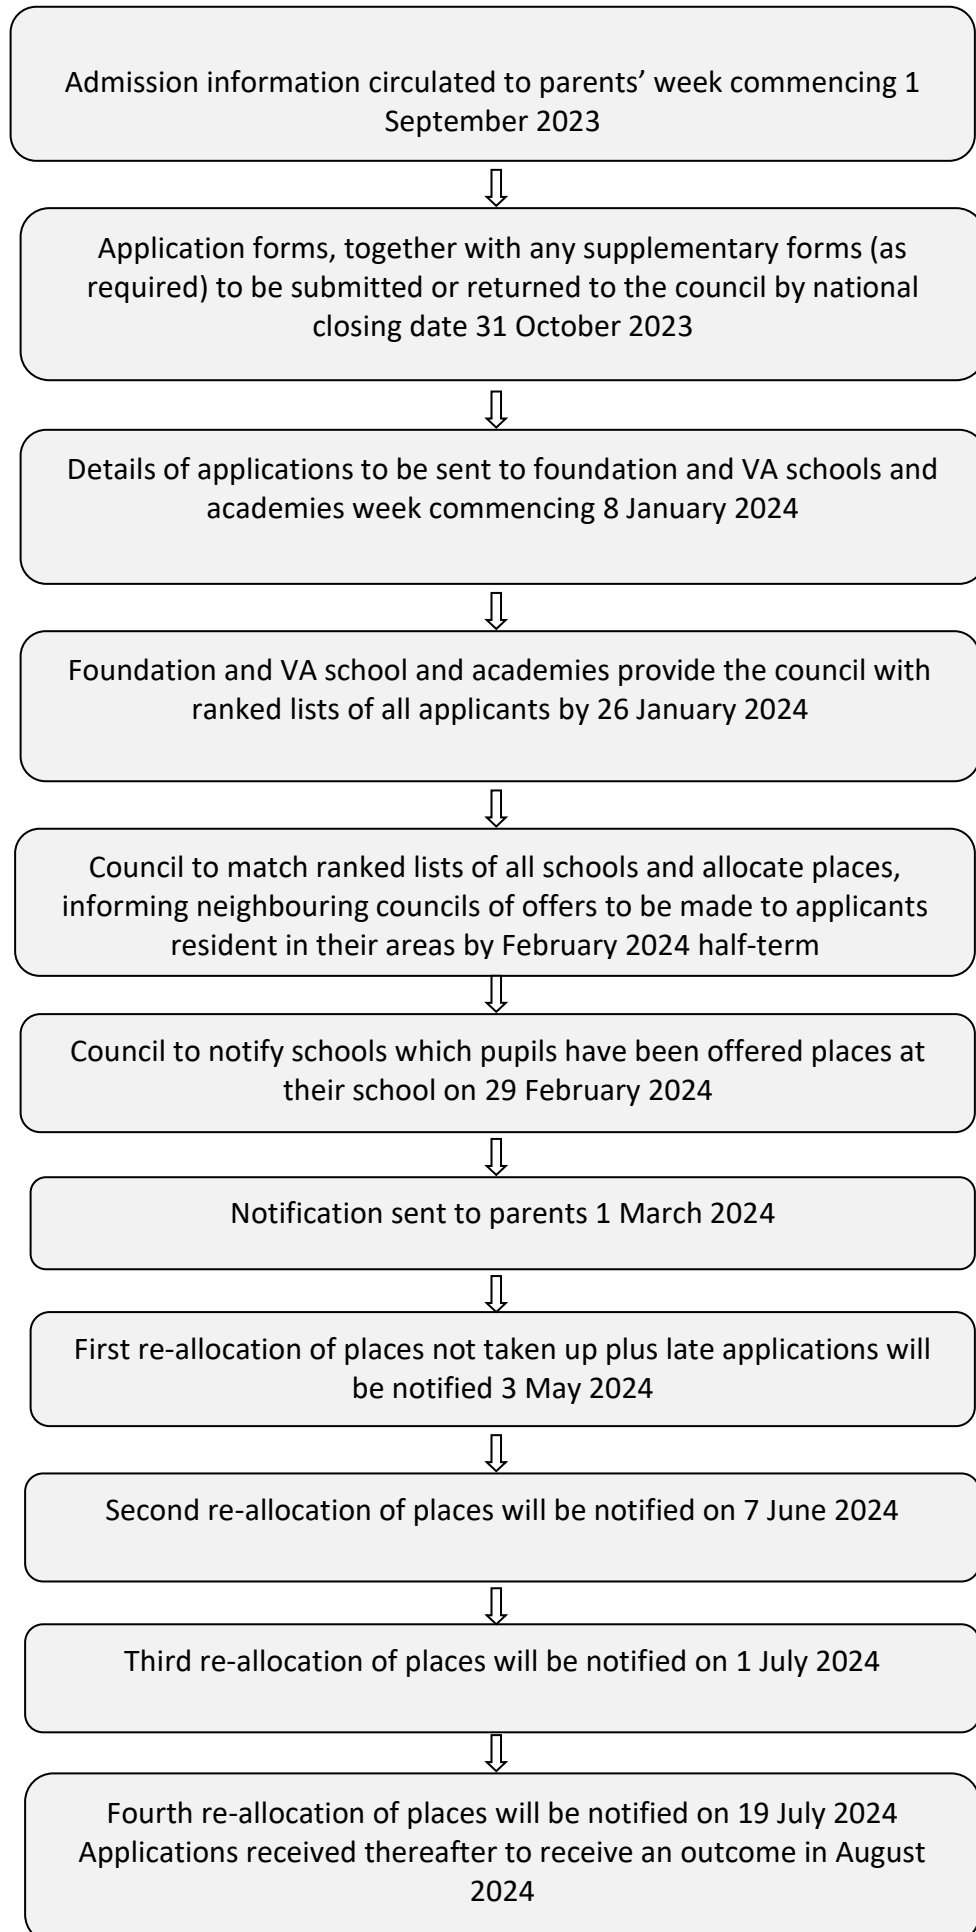 Admission information circulated to parents’ week commencing 1
September 2023
Application forms, together with any supplementary forms (as
required) to be submitted or returned to the council by national
closing date 31 October 2023
Details of applications to be sent to foundation and VA schools and
academies week commencing 8 January 2024
Foundation and VA school and academies provide the council with
ranked lists of all applicants by 26 January 2024
Council to match ranked lists of all schools and allocate places,
informing neighbouring councils of offers to be made to applicants
resident in their areas by February 2024 half-term
Council to notify schools which pupils have been offered places at
their school on 29 February 2024
Notification sent to parents 1 March 2024
First re-allocation of places not taken up plus late applications will
be notified 3 May 2024
Second re-allocation of places will be notified on 7 June 2024
Third re-allocation of places will be notified on 1 July 2024
Fourth re-allocation of places will be notified on 19 July 2024
Applications received thereafter to receive an outcome in August
2024